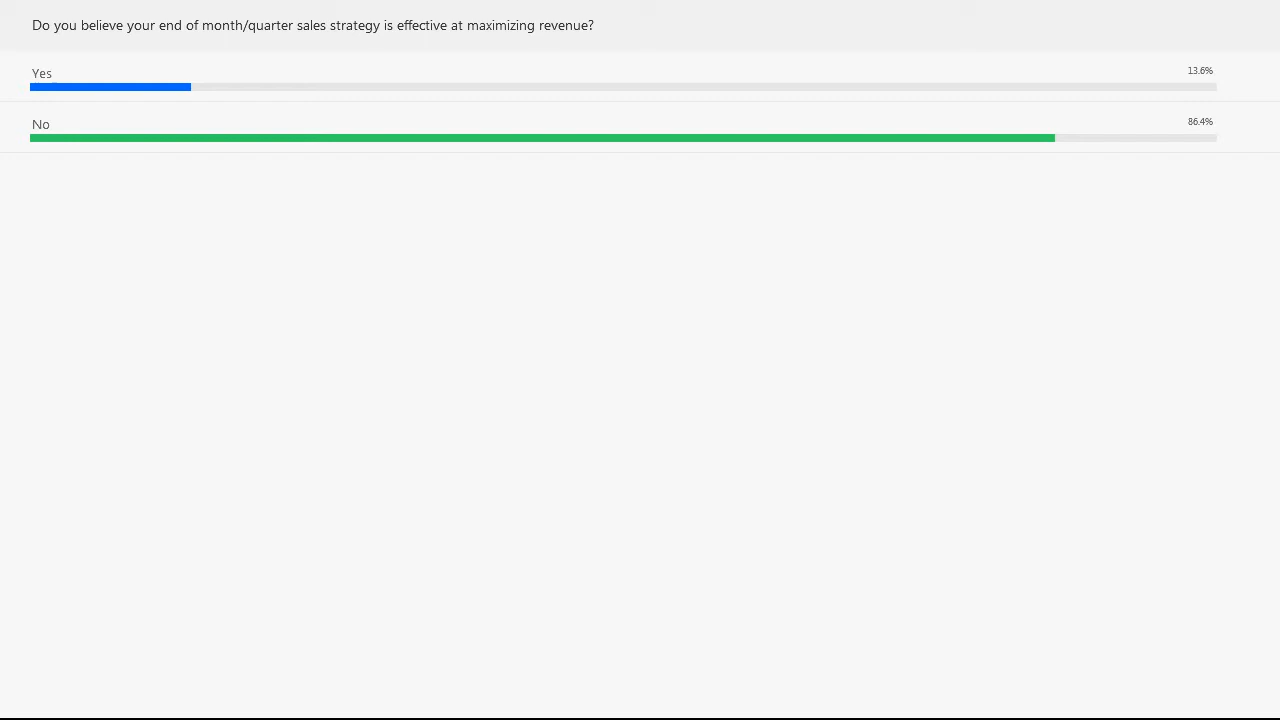 Do you believe your end of month/quarter sales strategy is effective at maximizing revenue?
Yes 13.6%
No 86.4%